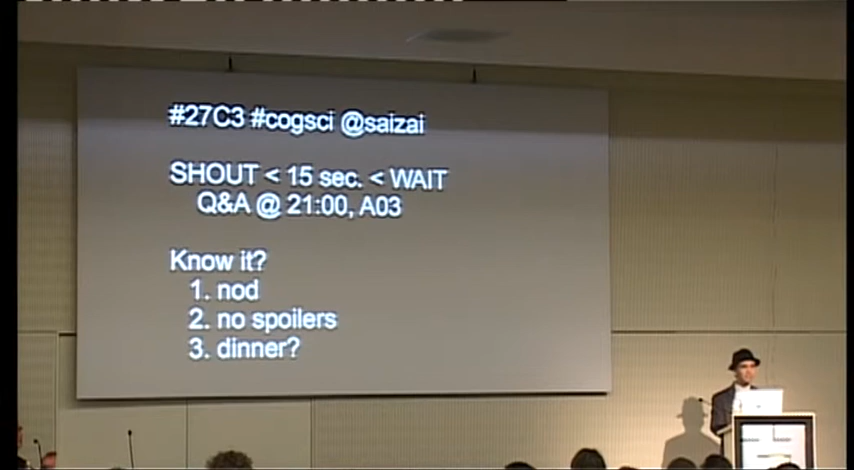 #27C3 #cogsci @saizai
SHOUT < 15 sec. < WAIT
Q&A @ 21:00, A03
Know it?
1. nod
2. no spoilers
3. dinner?